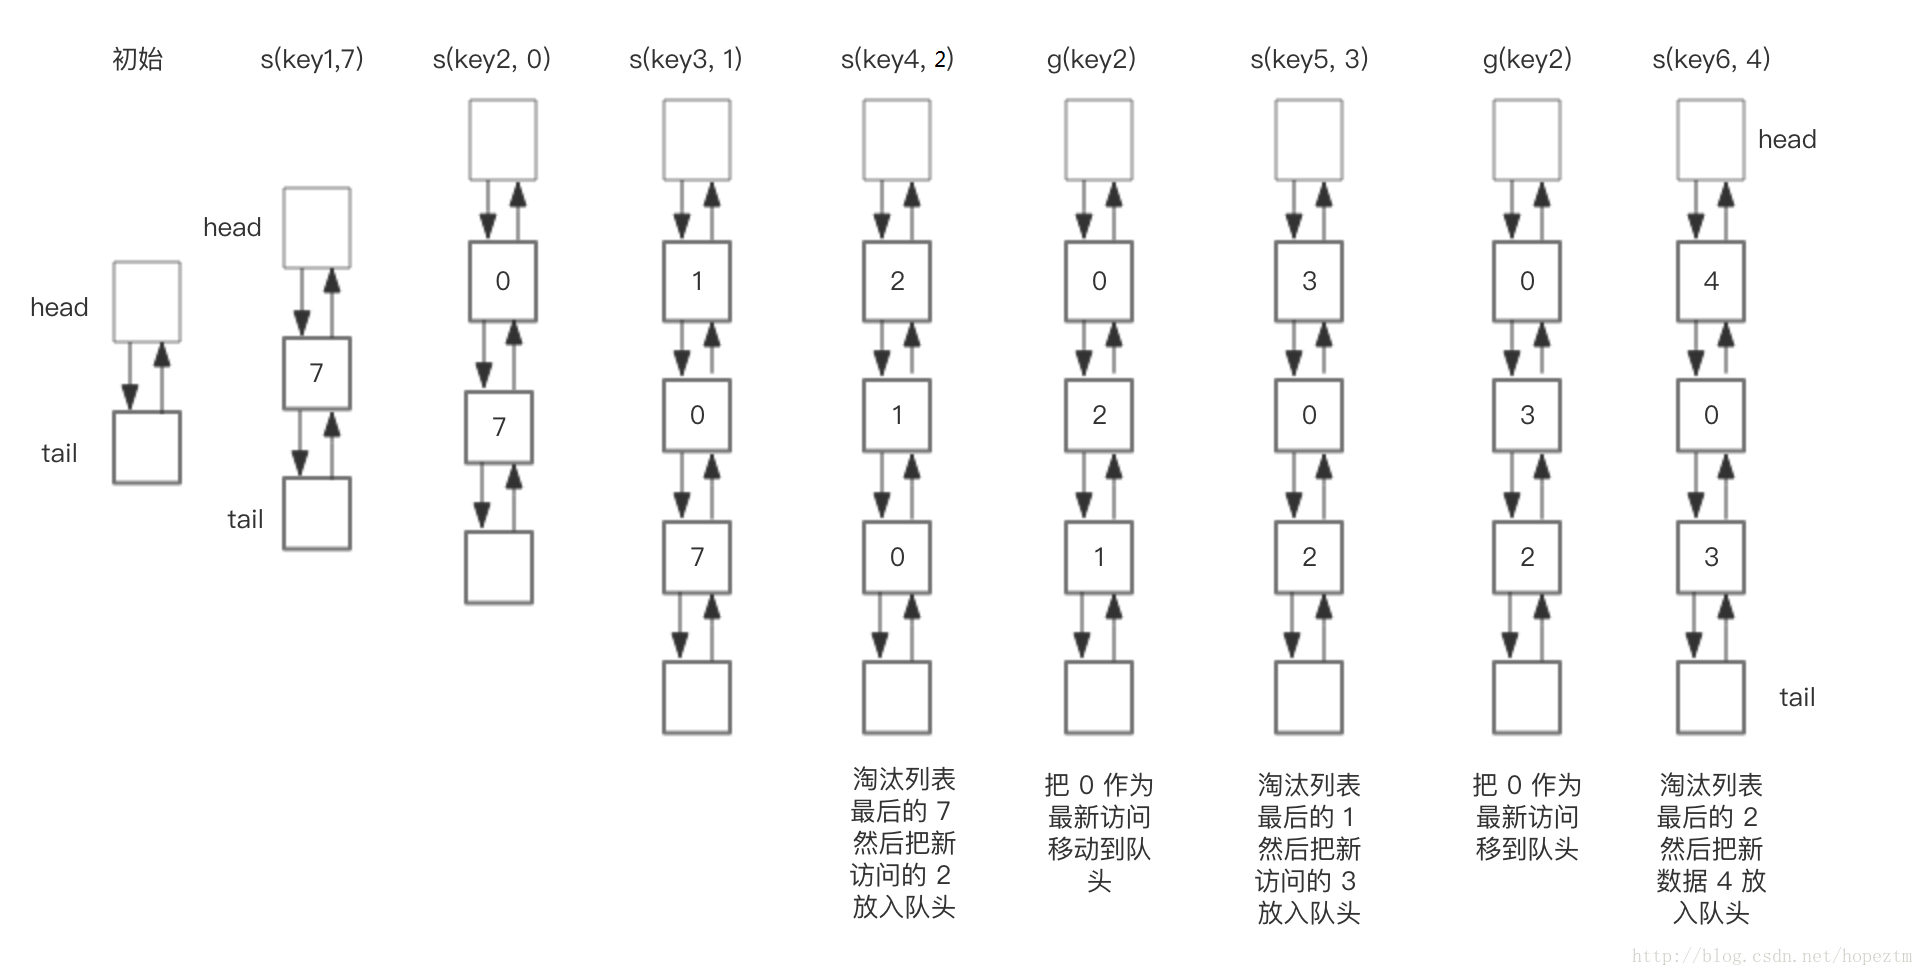 初始
s(key1,7)
s(key2, 0)
s(key3, 1)
s(key4, 2)
g(key2)
s(key5, 3)
g(key2)
s(key6, 4)
head
tail
head
7
tail
0
7
1
0
7
2
1
0
0
2
1
3
0
2
0
3
2
head
4
0
3
tail
淘汰列表
最后的 7
然后把新
访问的 2
放入队头
把 0 作为
最新访问
移动到队
头
淘汰列表
最后的 1
然后把新
访问的 3
放入队头
把 0 作为
最新访问
移到队头
淘汰列表
最后的 2
然后把新
数据 4 放
入队头
http://blog.csdn.net/hopeztm